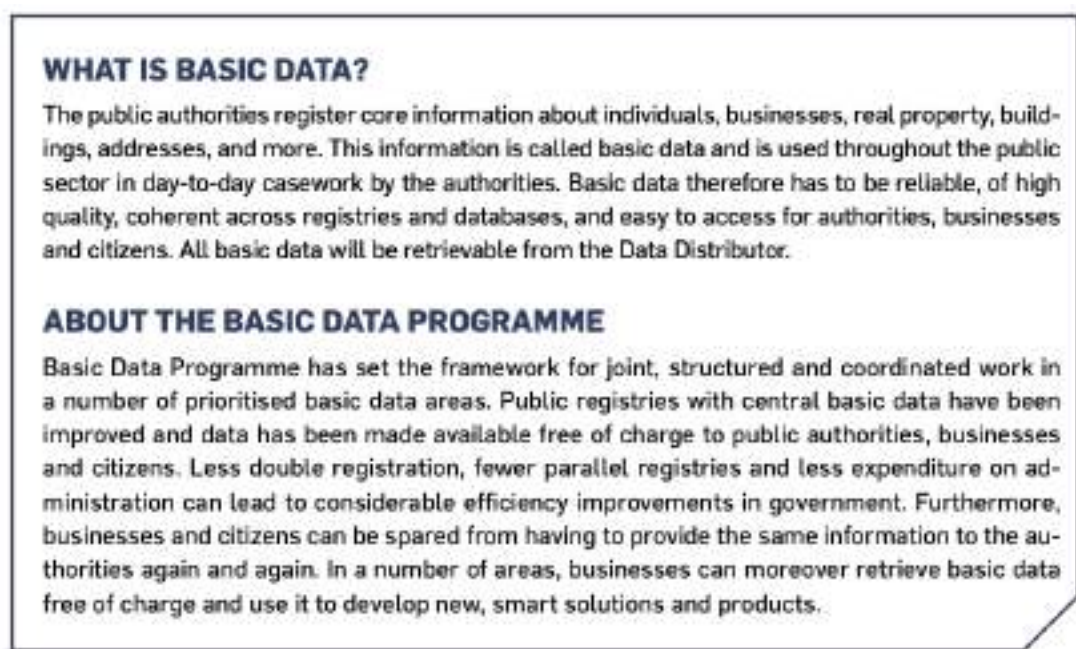 WHAT IS BASIC DATA?
The public authorities register core information about individuals, businesses, real property, build-
ings, addresses, and more. This information is called basic data and is used throughout the public
sector in day-to-day casework by the authorities. Basic data therefore has to be reliable, of high
quality, coherent across registries and databases, and easy to access for authorities, businesses
and citizens. All basic data will be retrievable from the Data Distributor.
ABOUT THE BASIC DATA PROGRAMME
Basic Data Programme has set the framework for joint, structured and coordinated work in
a number of prioritised basic data areas. Public registries with central basic data have been
improved and data has been made available free of charge to public authorities, businesses
and citizens. Less double registration, fewer parallel registries and less expenditure on ad-
ministration can lead to considerable efficiency improvements in government. Furthermore,
businesses and citizens can be spared from having to provide the same information to the au-
thorities again and again. In a number of areas, businesses can moreover retrieve basic data
free of charge and use it to develop new, smart solutions and products.